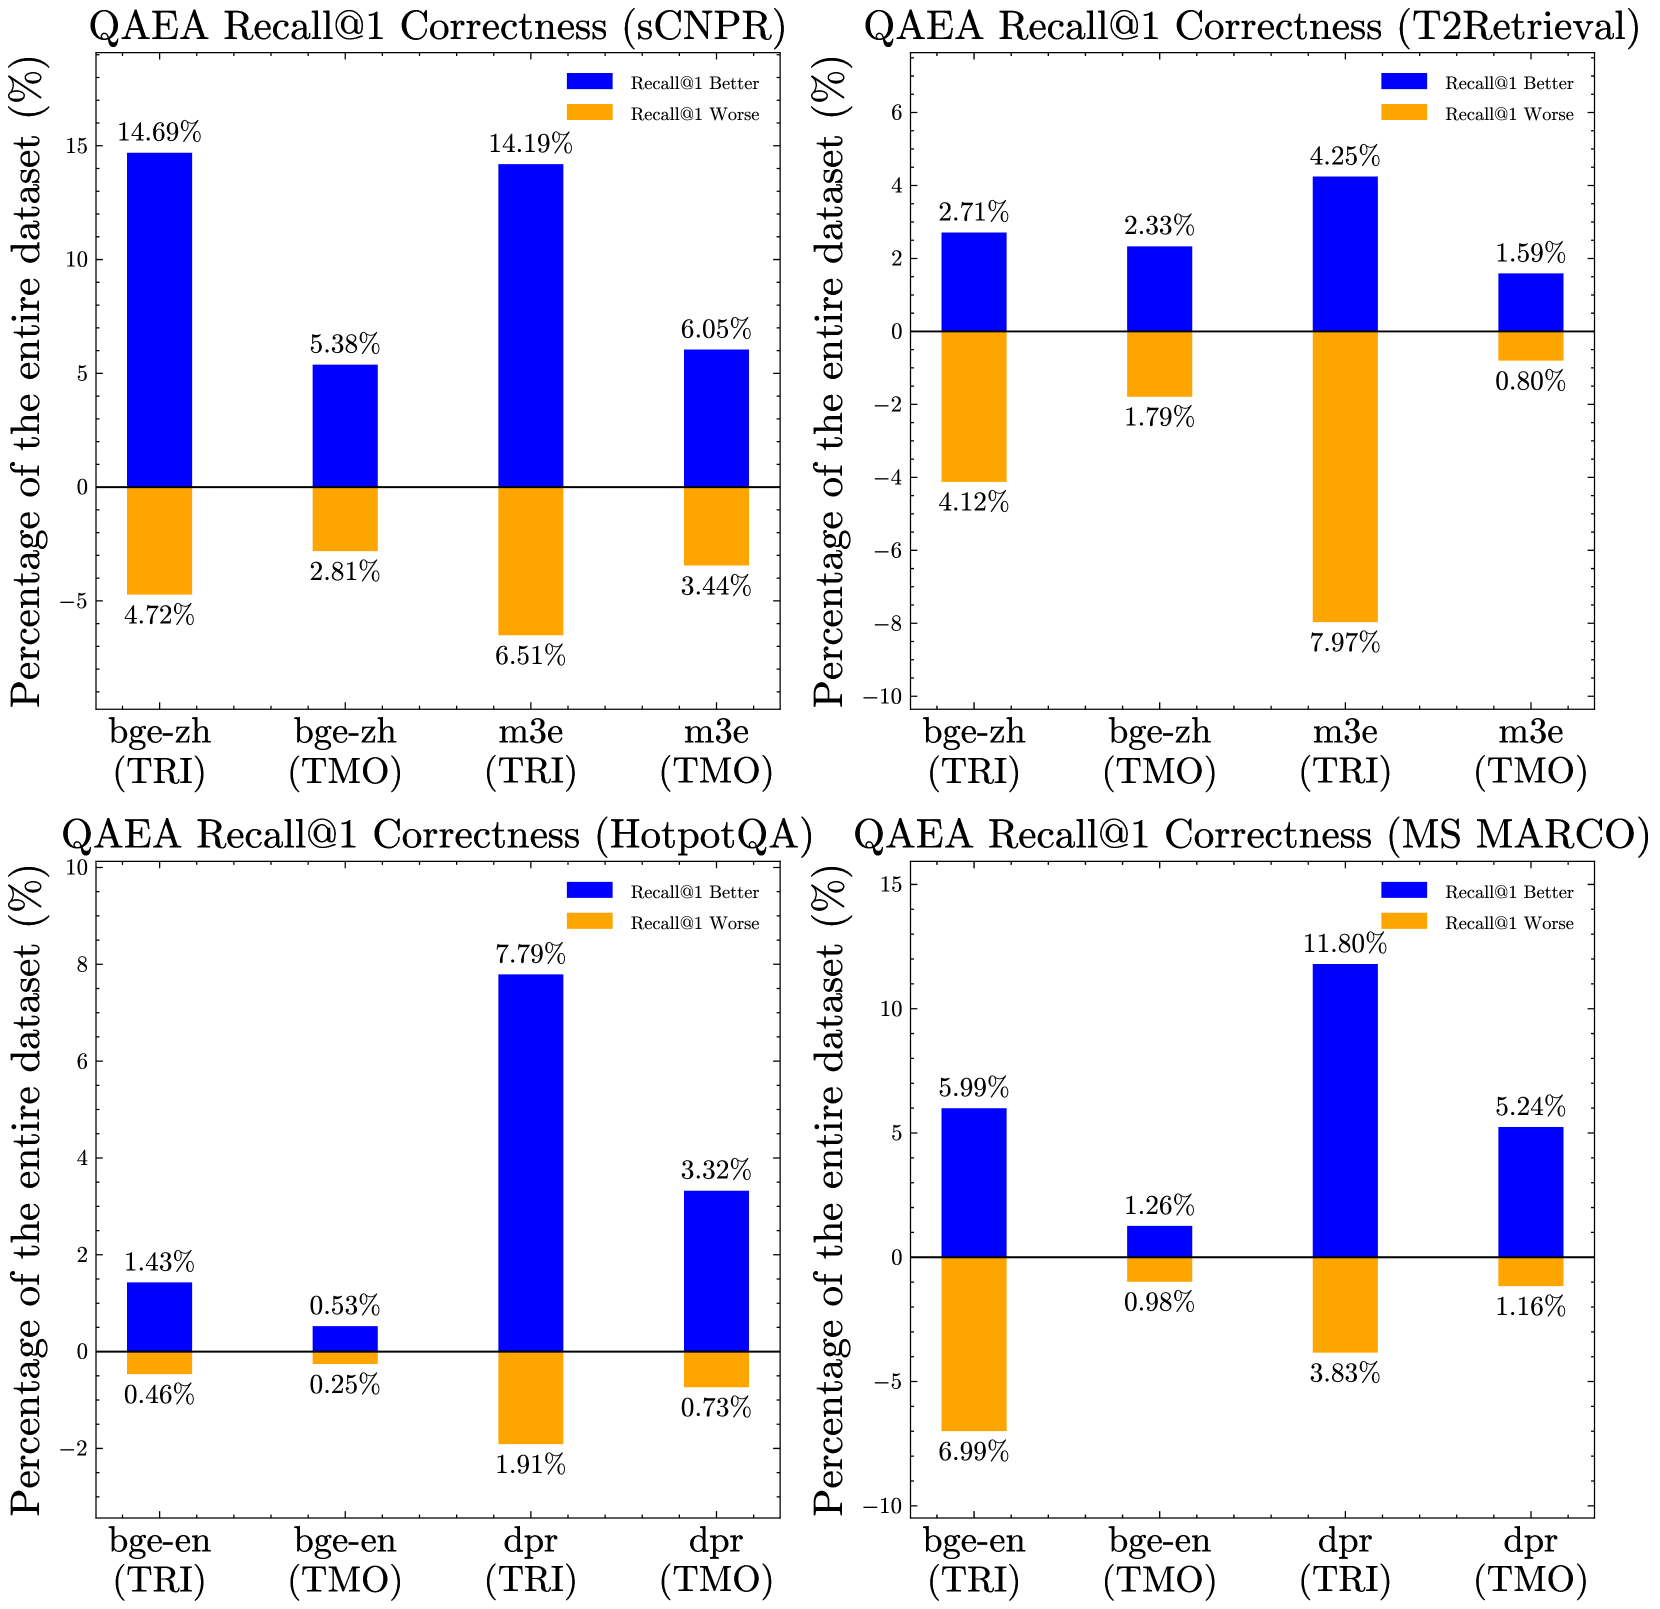 QAEA Recall@1 Correctness (sCNPR)
Percentage of the entire dataset (%)
Recall@1 Better
Recall@1 Worse
15
10
5
0
−5
14.69%
5.38%
14.19%
6.05%
4.72%
2.81%
6.51%
3.44%
bge-zh (TRI)
bge-zh (TMO)
m3e (TRI)
m3e (TMO)
QAEA Recall@1 Correctness (T2Retrieval)
Percentage of the entire dataset (%)
Recall@1 Better
Recall@1 Worse
6
4
2
0
−2
−4
−6
−8
−10
2.71%
2.33%
4.25%
1.59%
4.12%
1.79%
7.97%
0.80%
bge-zh (TRI)
bge-zh (TMO)
m3e (TRI)
m3e (TMO)
QAEA Recall@1 Correctness (HotpotQA)
Percentage of the entire dataset (%)
Recall@1 Better
Recall@1 Worse
10
8
6
4
2
0
−2
1.43%
0.53%
7.79%
3.32%
0.46%
0.25%
1.91%
0.73%
bge-en (TRI)
bge-en (TMO)
dpr (TRI)
dpr (TMO)
QAEA Recall@1 Correctness (MS MARCO)
Percentage of the entire dataset (%)
Recall@1 Better
Recall@1 Worse
15
10
5
0
−5
−10
5.99%
1.26%
11.80%
5.24%
6.99%
0.98%
3.83%
1.16%
bge-en (TRI)
bge-en (TMO)
dpr (TRI)
dpr (TMO)